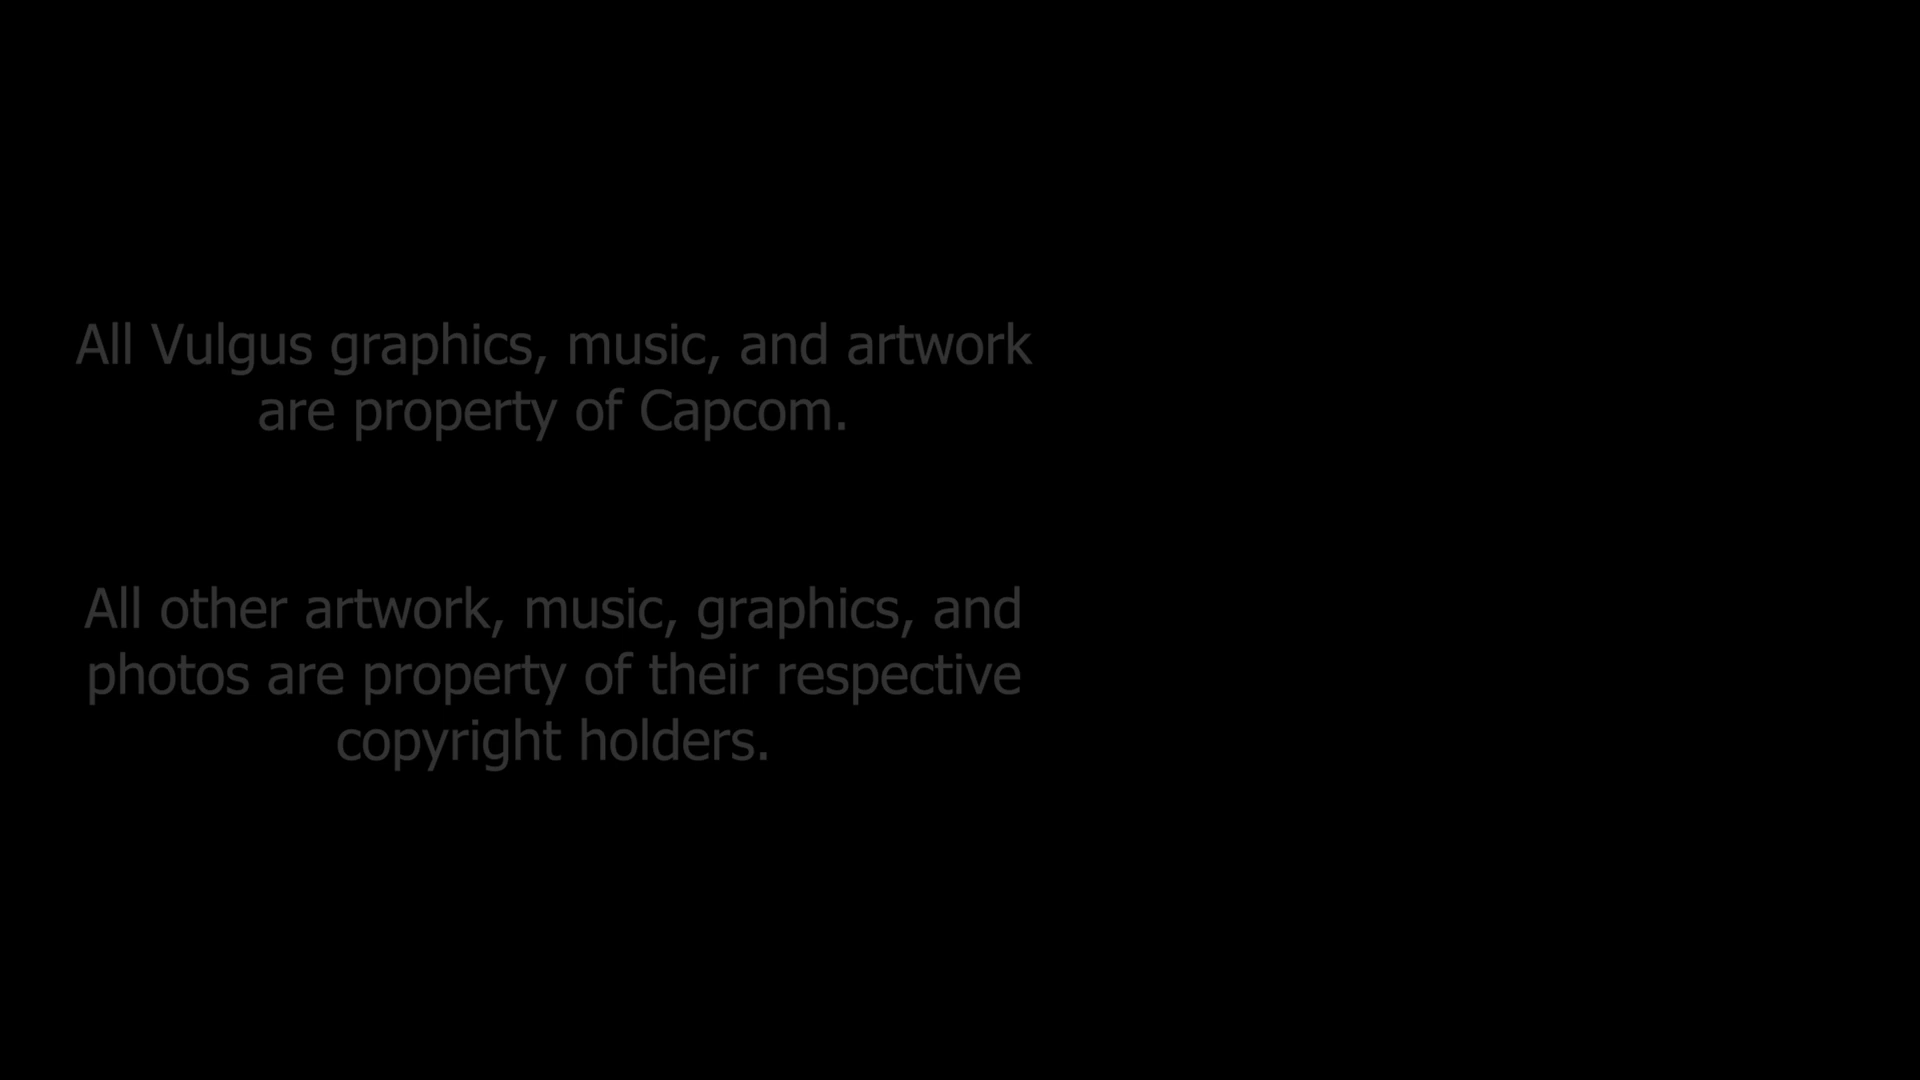 All Vulgus graphics, music, and artwork
are property of Capcom.
All other artwork, music, graphics, and
photos are property of their respective
copyright holders.